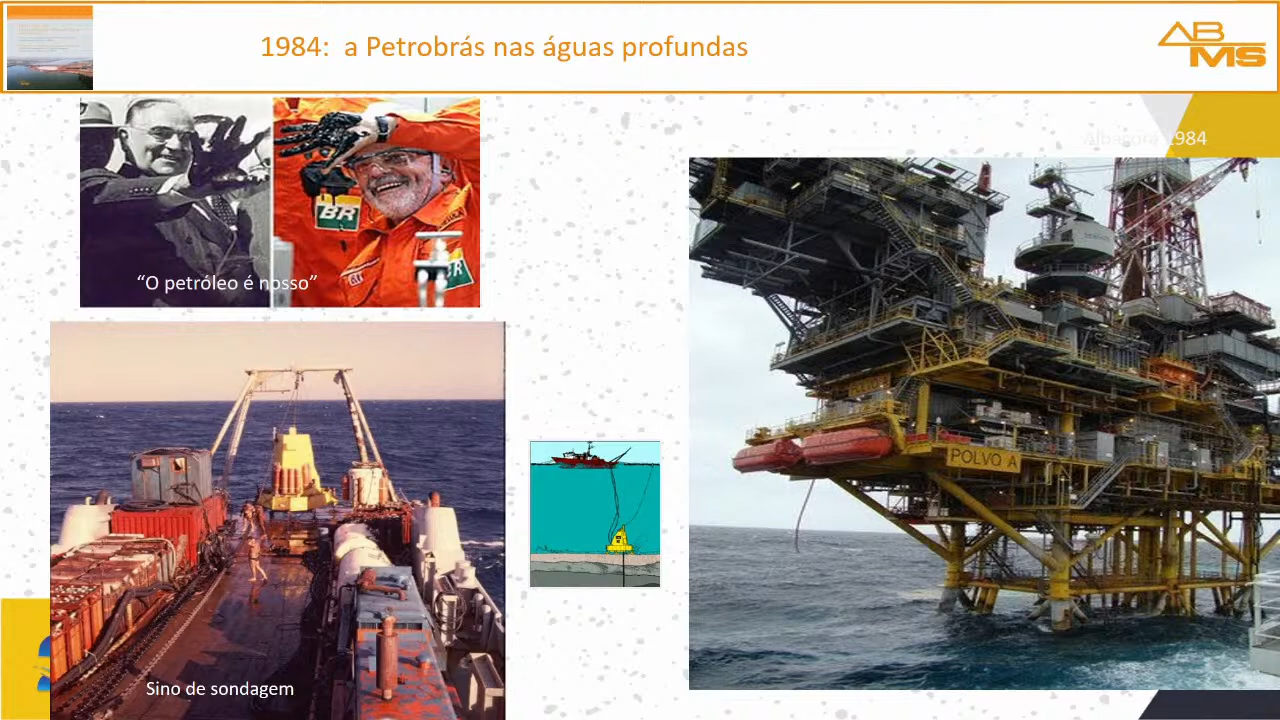 1984:  a Petrobrás nas águas profundas
AB
MS
Albacora 1984
BR
BR
“O petróleo é nosso”
POLVO A
Sino de sondagem